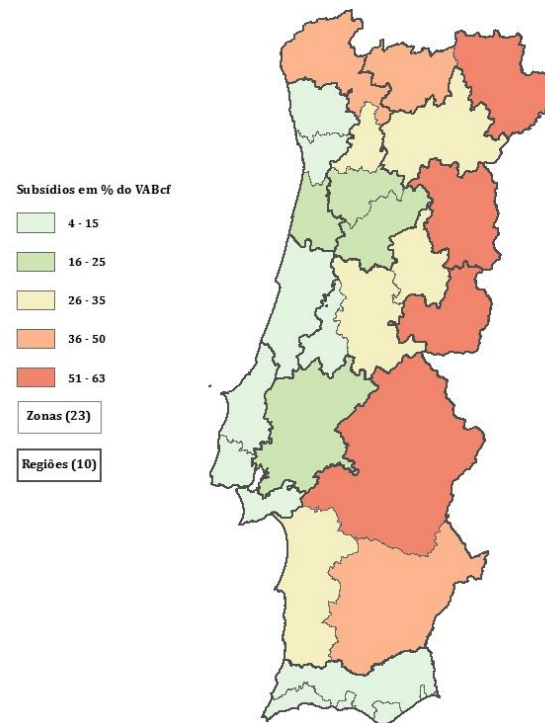 Subsídios em % do VABcf
4 - 15
16 - 25
26 - 35
36 - 50
51 - 63
Zonas (23)
Regiões (10)